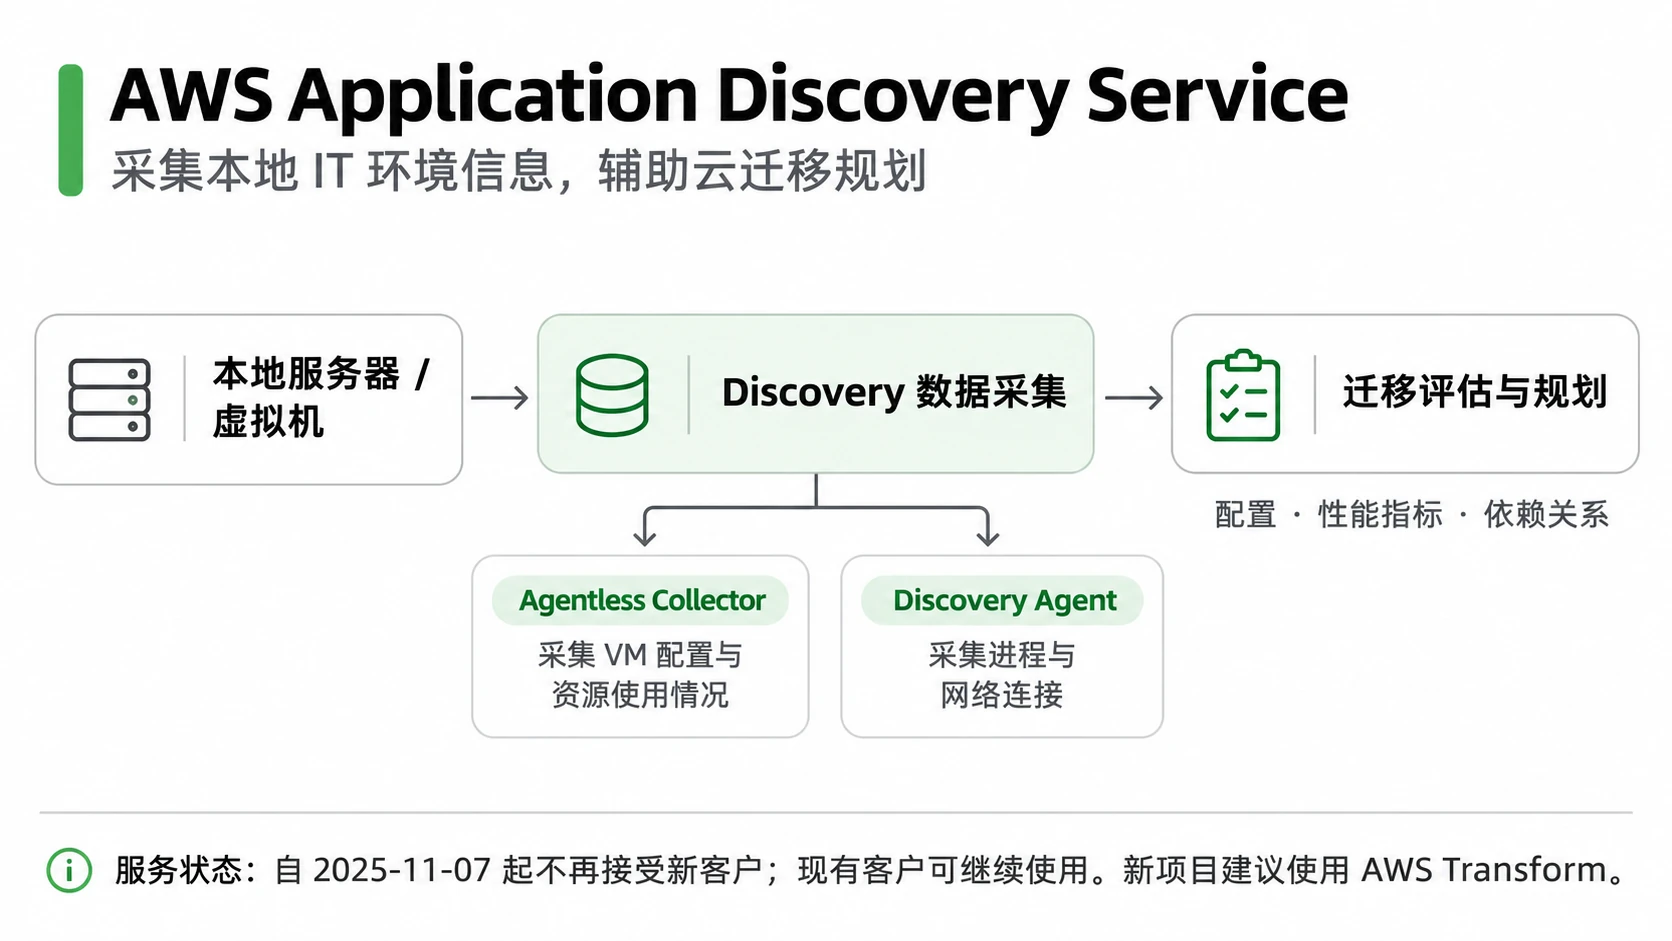 AWS Application Discovery Service
采集本地 IT 环境信息，辅助云迁移规划
本地服务器 /
虚拟机
Discovery 数据采集
迁移评估与规划
配置 · 性能指标 · 依赖关系
Agentless Collector
采集 VM 配置与
资源使用情况
Discovery Agent
采集进程与
网络连接
服务状态：自 2025-11-07 起不再接受新客户；现有客户可继续使用。新项目建议使用 AWS Transform。